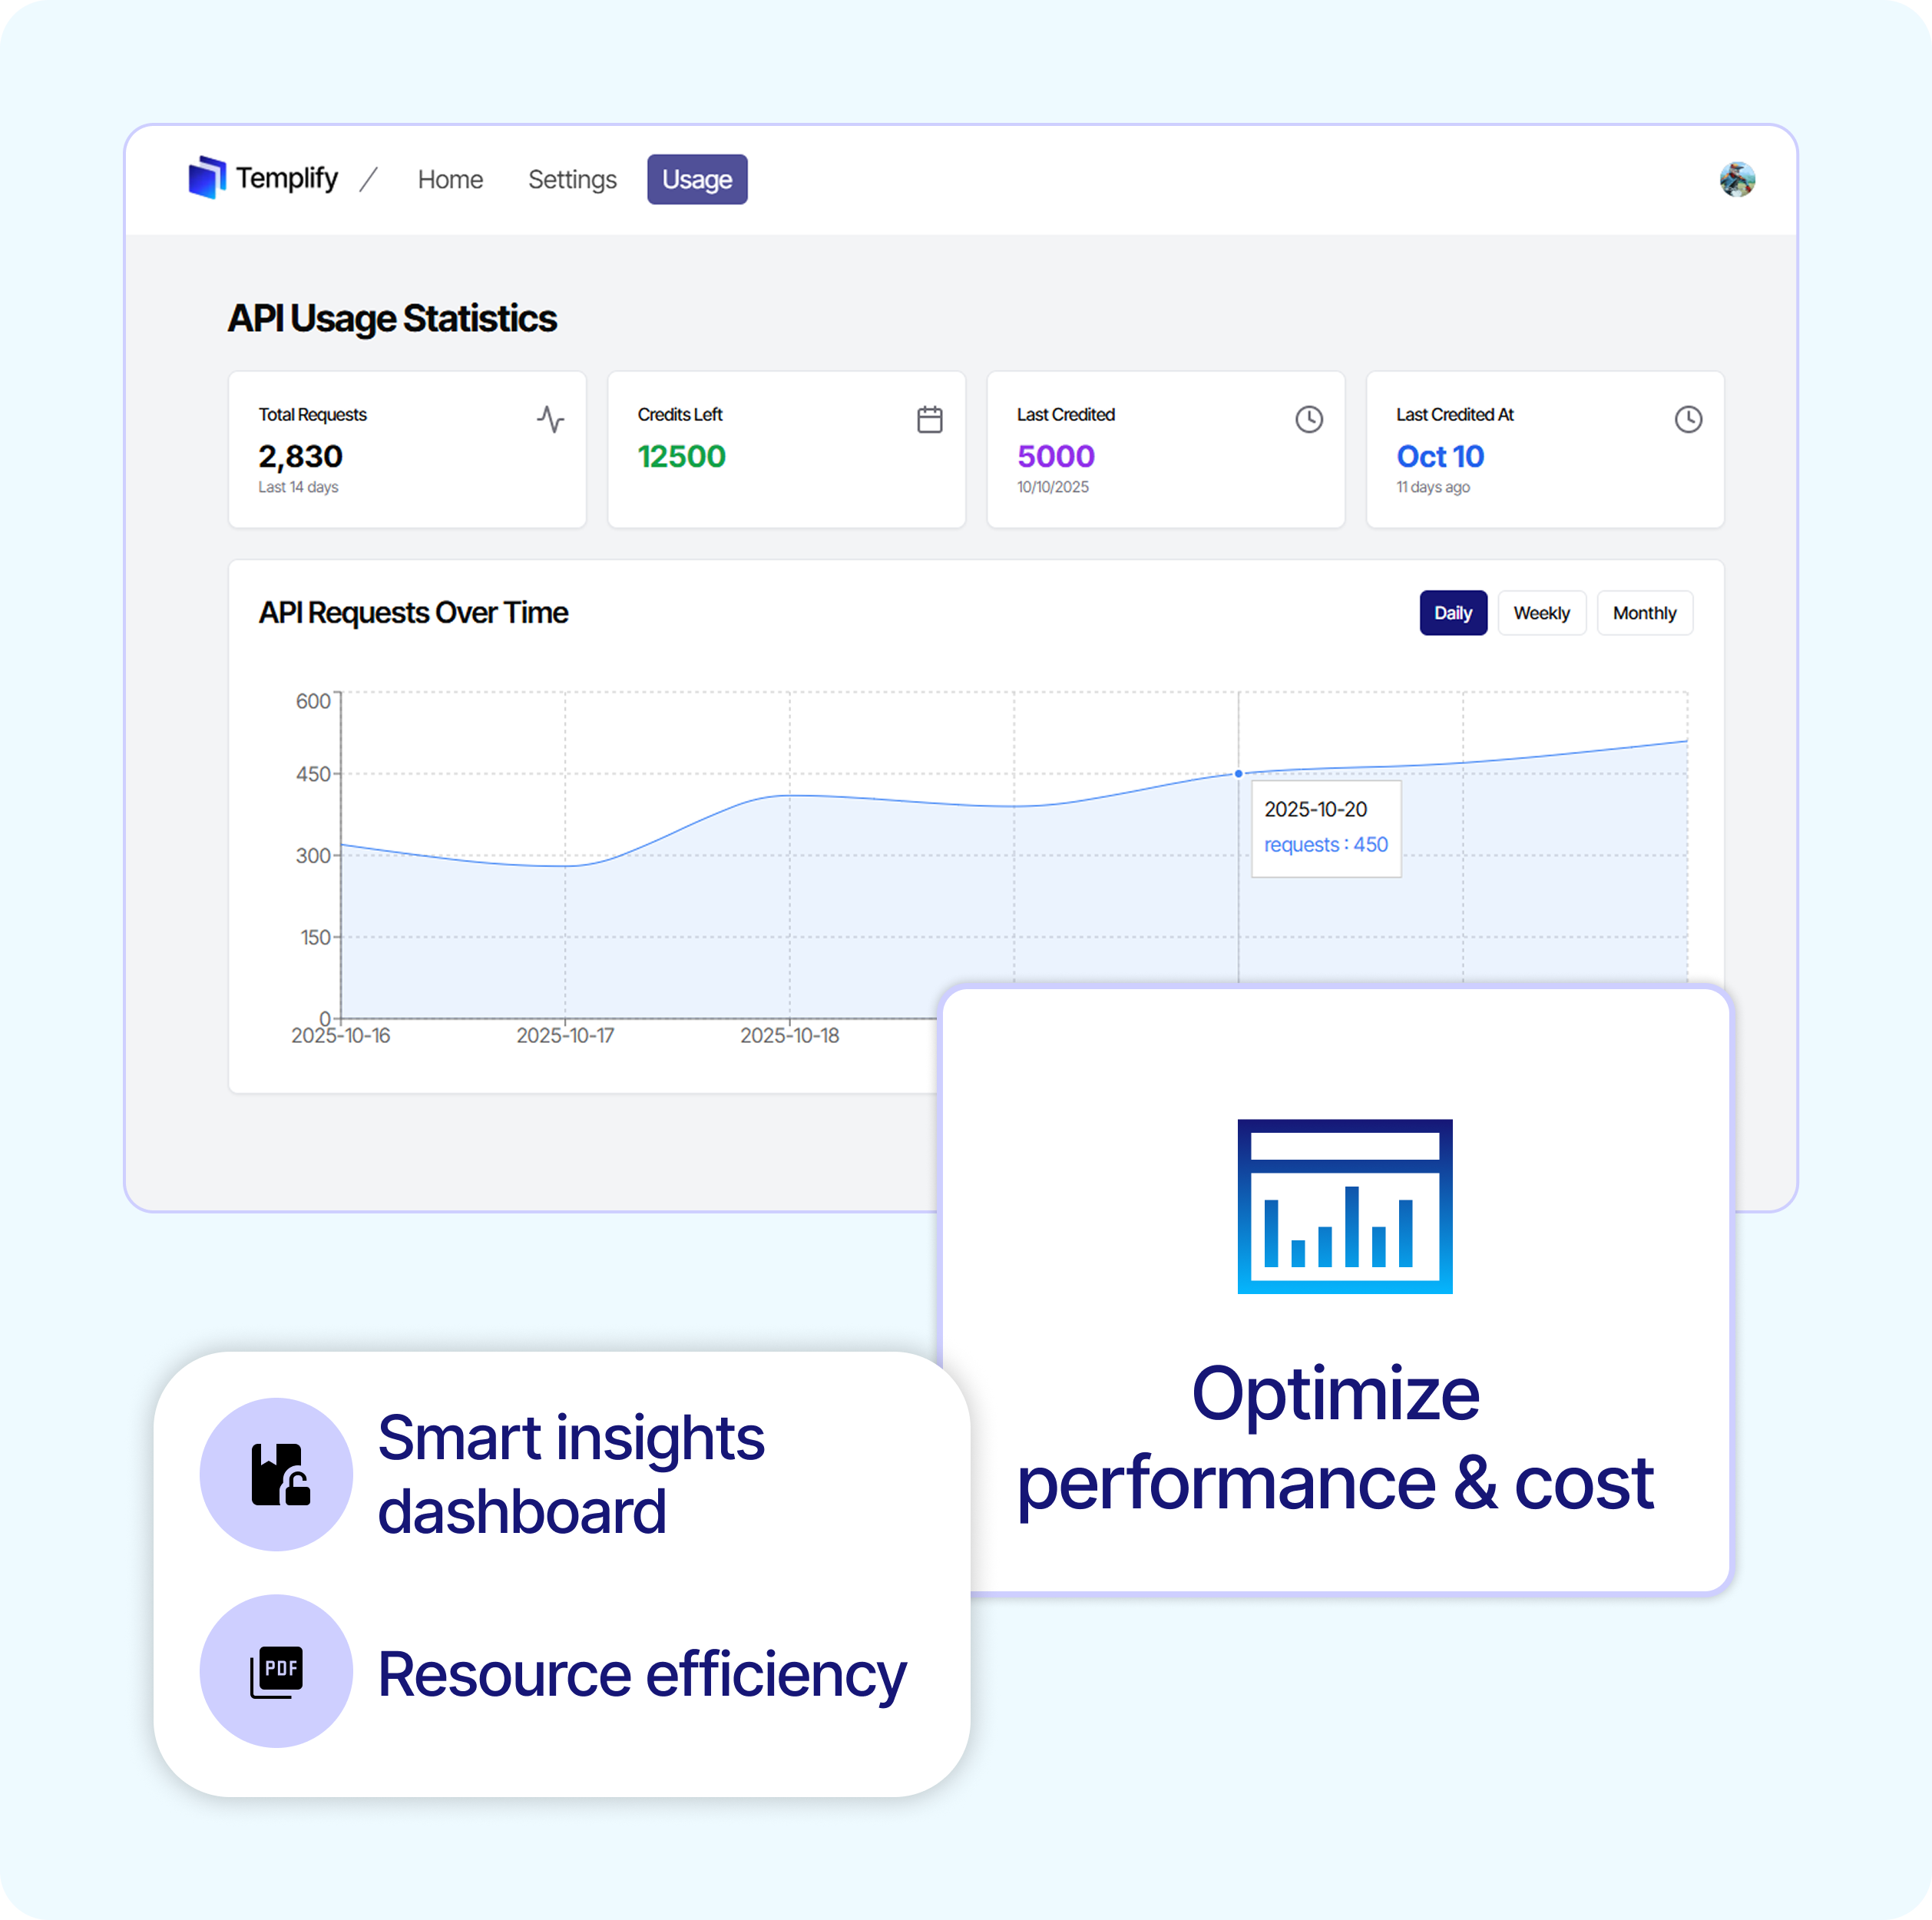 Templify / Home Settings Usage
API Usage Statistics
Total Requests
2,830
Last 14 days
Credits Left
12500
Last Credited
5000
10/10/2025
Last Credited At
Oct 10
11 days ago
API Requests Over Time
Daily Weekly Monthly
600
450
300
150
0
2025-10-20
requests : 450
2025-10-16 2025-10-17 2025-10-18
Optimize
performance & cost
Smart insights
dashboard
PDF
Resource efficiency